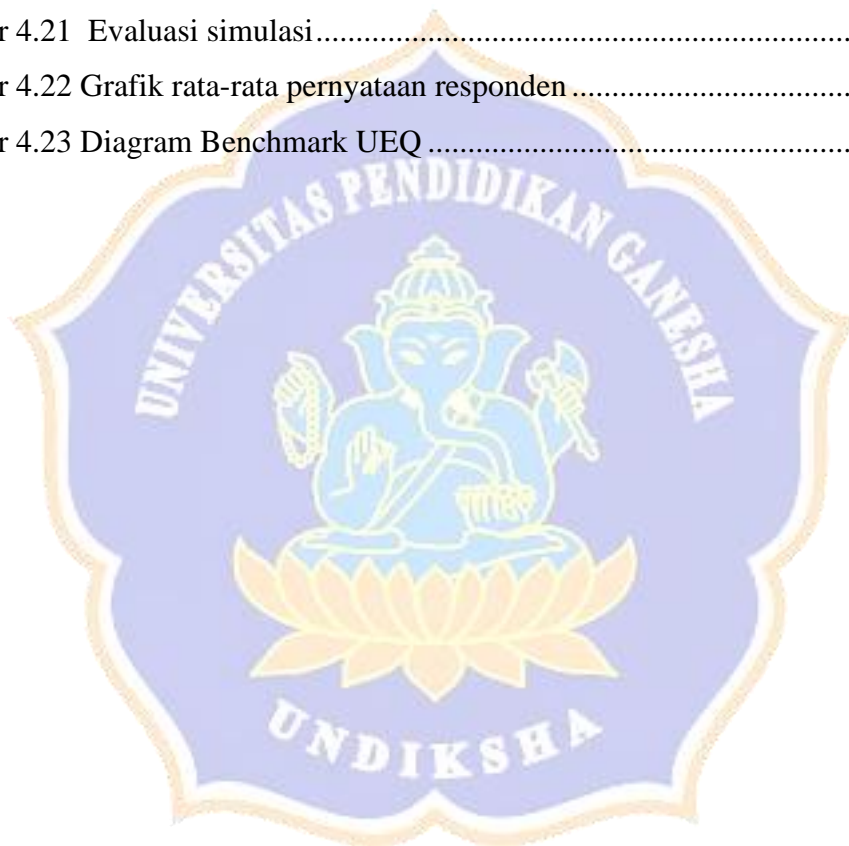 r 4.21  Evaluasi simulasi.....................................................................
r 4.22 Grafik rata-rata pernyataan responden....................................
r 4.23 Diagram Benchmark UEQ ......................................................
UNIVERSITAS PENDIDIKAN GANESHA
UNDIKSHA